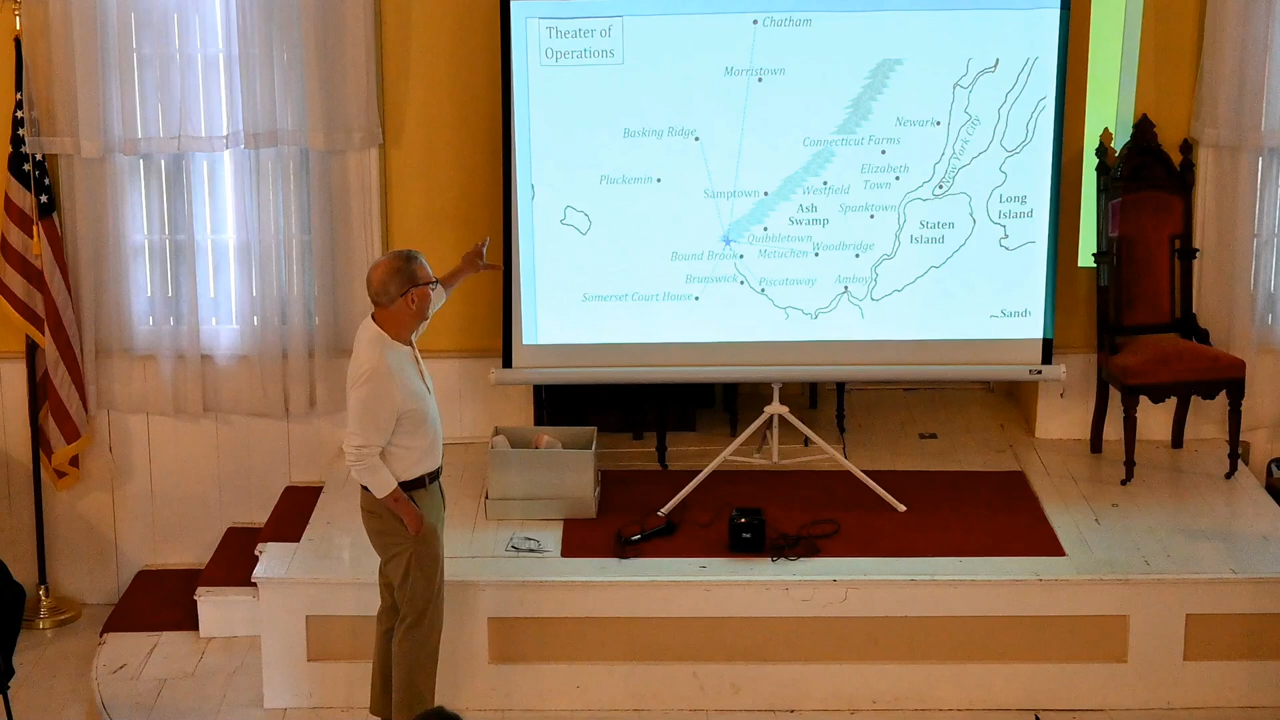 Theater of
Operations
Chatham
Morristown
Basking Ridge
Newark
Connecticut Farms
Pluckemin
Elizabeth
Town
New York City
Samptown
Westfield
Ash
Swamp
Spanktown
Long
Island
Staten
Island
Quibbletown
Woodbridge
Bound Brook
Metuchen
Brunswick
Piscataway
Amboy
Somerset Court House